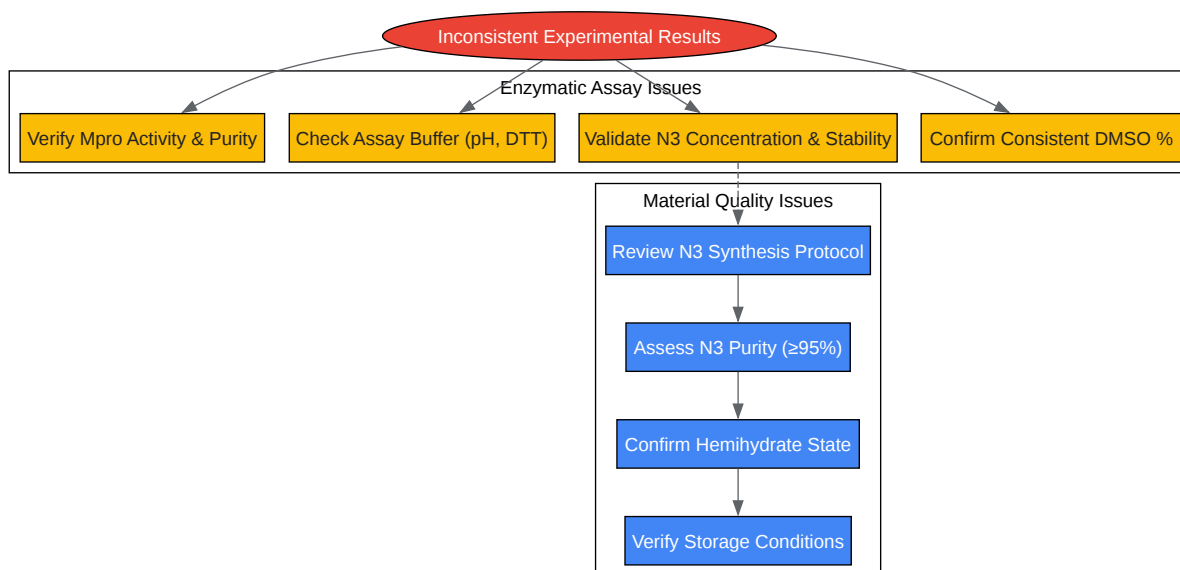 Inconsistent Experimental Results
Enzymatic Assay Issues
Verify Mpro Activity & Purity
Check Assay Buffer (pH, DTT)
Validate N3 Concentration & Stability
Confirm Consistent DMSO %
Material Quality Issues
Review N3 Synthesis Protocol
Assess N3 Purity (≥95%)
Confirm Hemihydrate State
Verify Storage Conditions